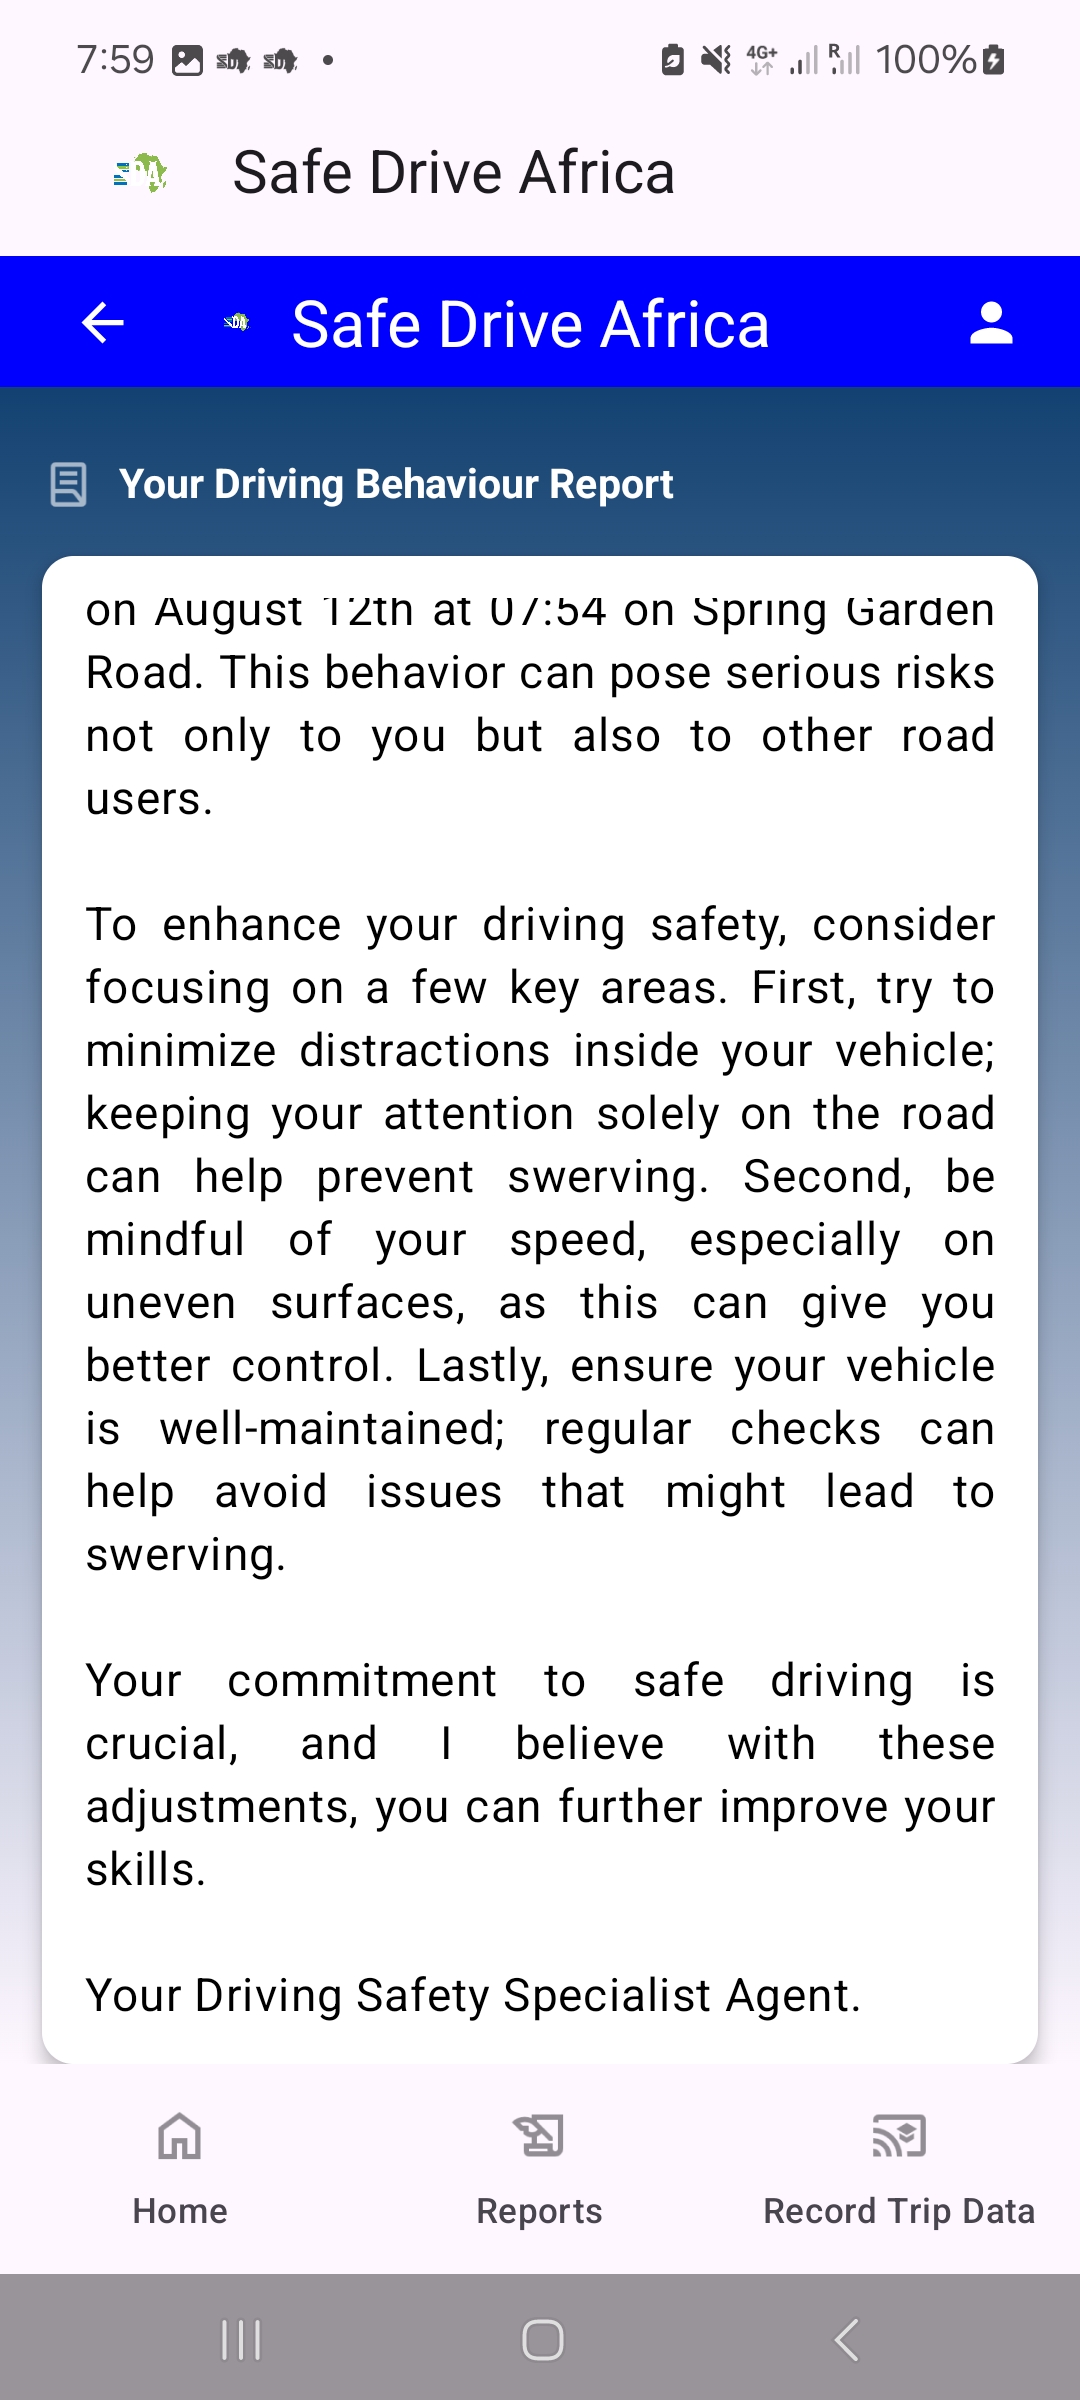 7:59
4G+ R 100%
Safe Drive Africa
Safe Drive Africa
Your Driving Behaviour Report
on August 12th at 07:54 on Spring Garden
Road. This behavior can pose serious risks
not only to you but also to other road
users.
To enhance your driving safety, consider
focusing on a few key areas. First, try to
minimize distractions inside your vehicle;
keeping your attention solely on the road
can help prevent swerving. Second, be
mindful of your speed, especially on
uneven surfaces, as this can give you
better control. Lastly, ensure your vehicle
is well-maintained; regular checks can
help avoid issues that might lead to
swerving.
Your commitment to safe driving is
crucial, and I believe with these
adjustments, you can further improve your
skills.
Your Driving Safety Specialist Agent.
Home Reports Record Trip Data